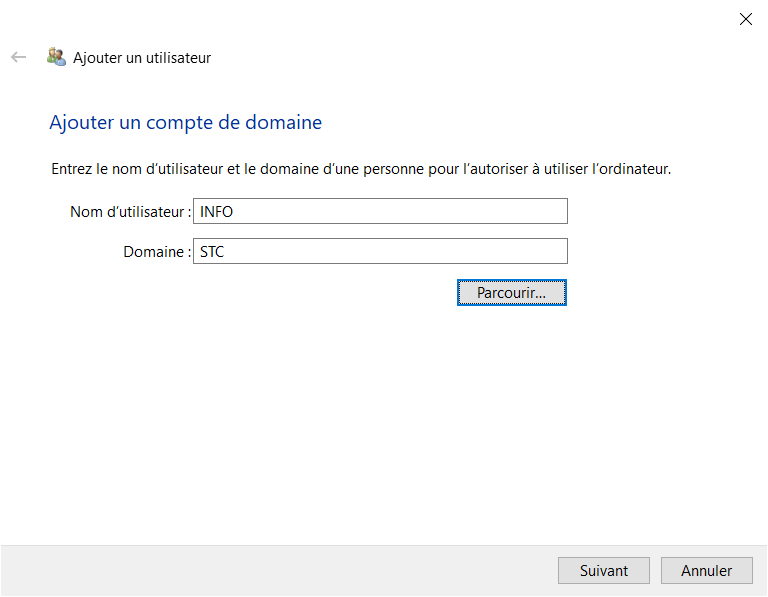 Ajouter un utilisateur
Ajouter un compte de domaine
Entrez le nom d’utilisateur et le domaine d’une personne pour l’autoriser à utiliser l’ordinateur.
Nom d’utilisateur : INFO
Domaine : STC
Parcourir...
Suivant Annuler